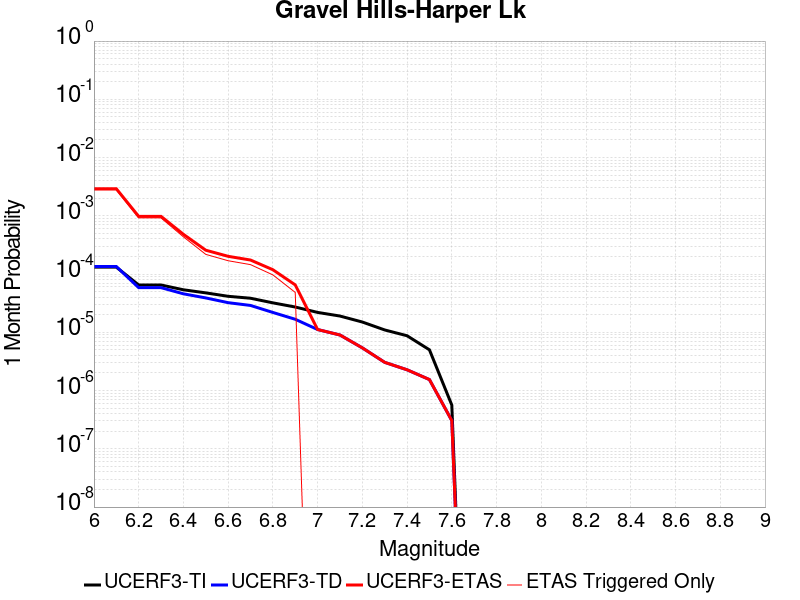 Gravel Hills-Harper Lk
10^0
10^-1
10^-2
10^-3
10^-4
10^-5
10^-6
10^-7
10^-8
1 Month Probability
6 6.2 6.4 6.6 6.8 7 7.2 7.4 7.6 7.8 8 8.2 8.4 8.6 8.8 9
Magnitude
UCERF3-TI UCERF3-TD UCERF3-ETAS ETAS Triggered Only